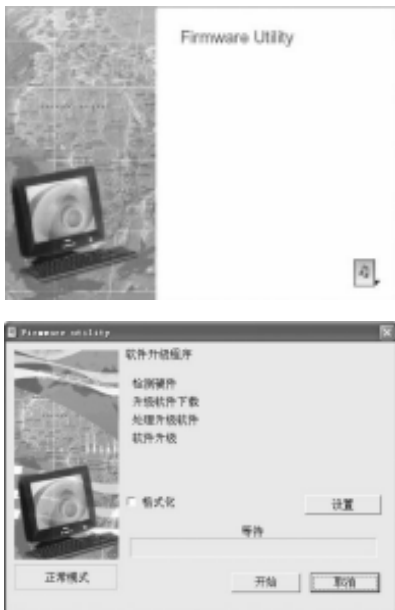 Firmware Utility
Firmware utility
软件升级程序
检测硬件
升级软件下载
处理升级软件
软件升级
格式化
设置
等待
正常模式
开始
取消